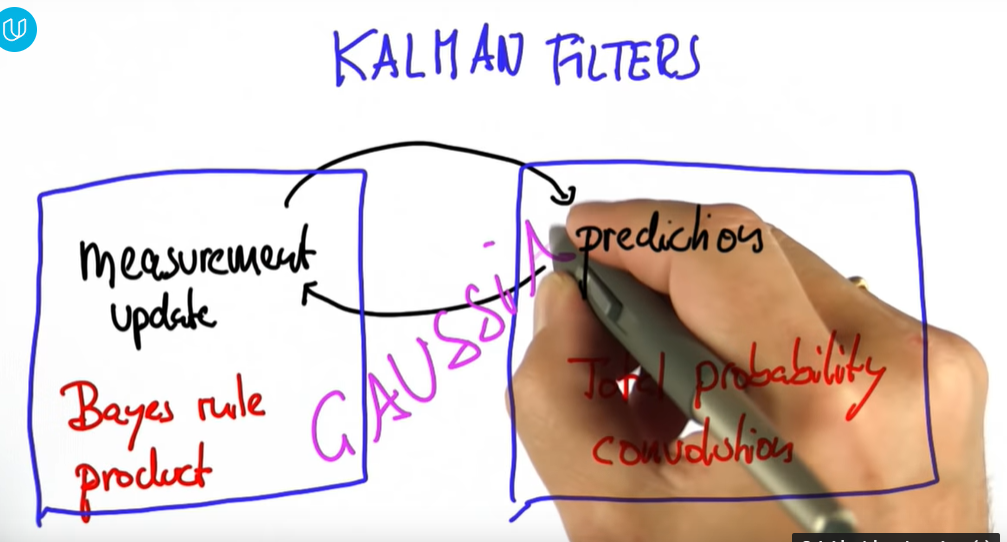 KALMAN FILTERS
measurement
update
prediction
Bayes rule
product
GAUSSIA
Total probability
convolution